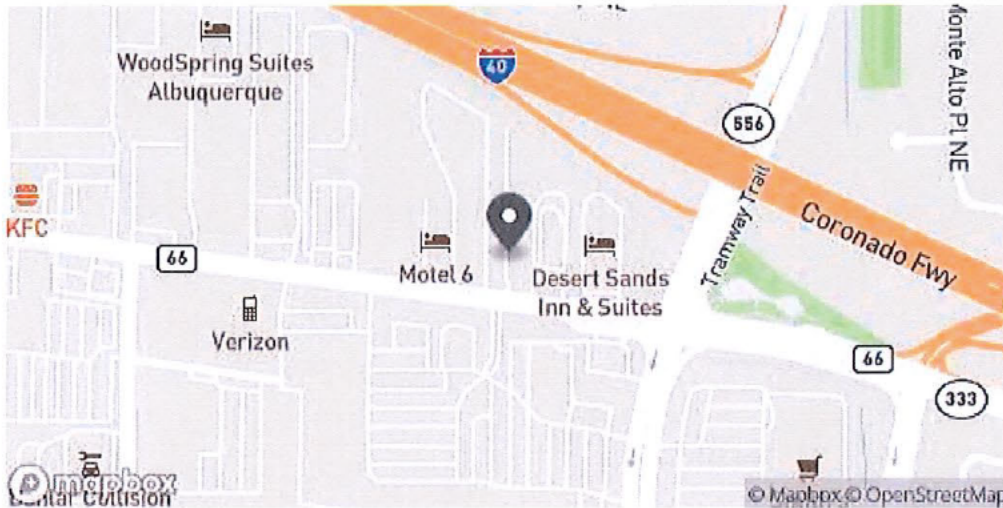 WoodSpring Suites
Albuquerque
40
556
Monte Alto Pl NE
Tramway Trail
Coronado Fwy
KFC
66
Motel 6
Desert Sands
Inn & Suites
Verizon
66
333
mapbox
Collision
© Mapbox © OpenStreetMap